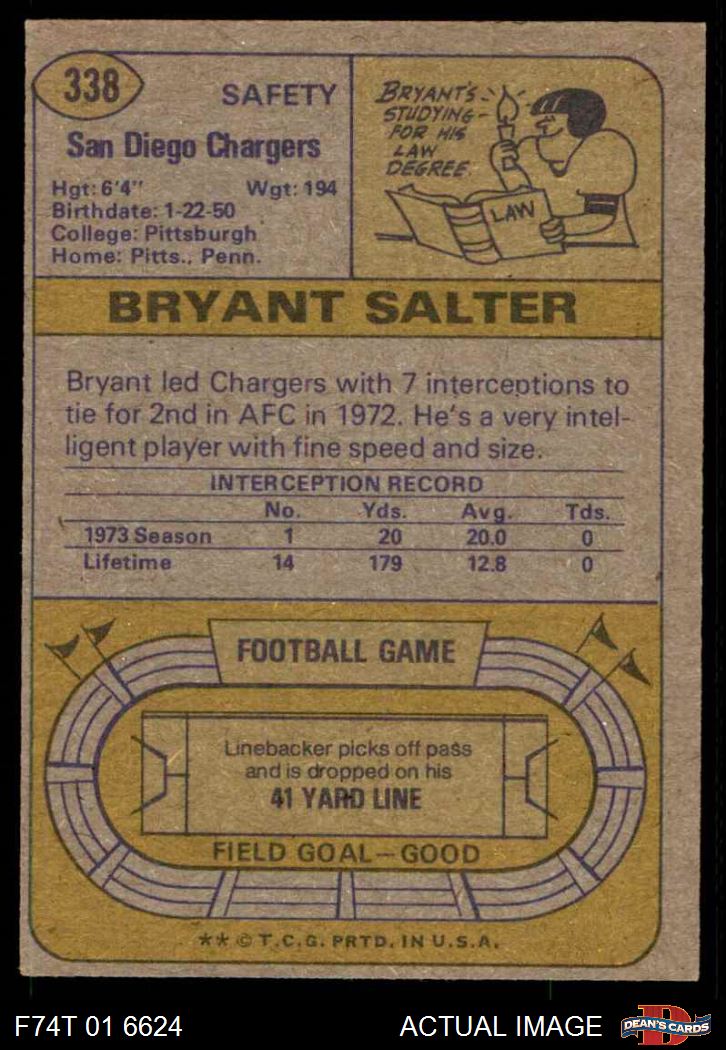 338
SAFETY
San Diego Chargers
Hgt: 6'4" Wgt: 194
Birthdate: 1-22-50
College: Pittsburgh
Home: Pitts., Penn.
BRYANT'S
STUDYING
FOR HIS
LAW
DEGREE.
LAW
BRYANT SALTER
Bryant led Chargers with 7 interceptions to
tie for 2nd in AFC in 1972. He's a very intel-
ligent player with fine speed and size.
INTERCEPTION RECORD
No. Yds. Avg. Tds.
1973 Season 1 20 20.0 0
Lifetime 14 179 12.8 0
FOOTBALL GAME
Linebacker picks off pass
and is dropped on his
41 YARD LINE
FIELD GOAL—GOOD
** © T.C.G. PRTD. IN U.S.A.
F74T 01 6624 ACTUAL IMAGE
D
DEAN'S CARDS